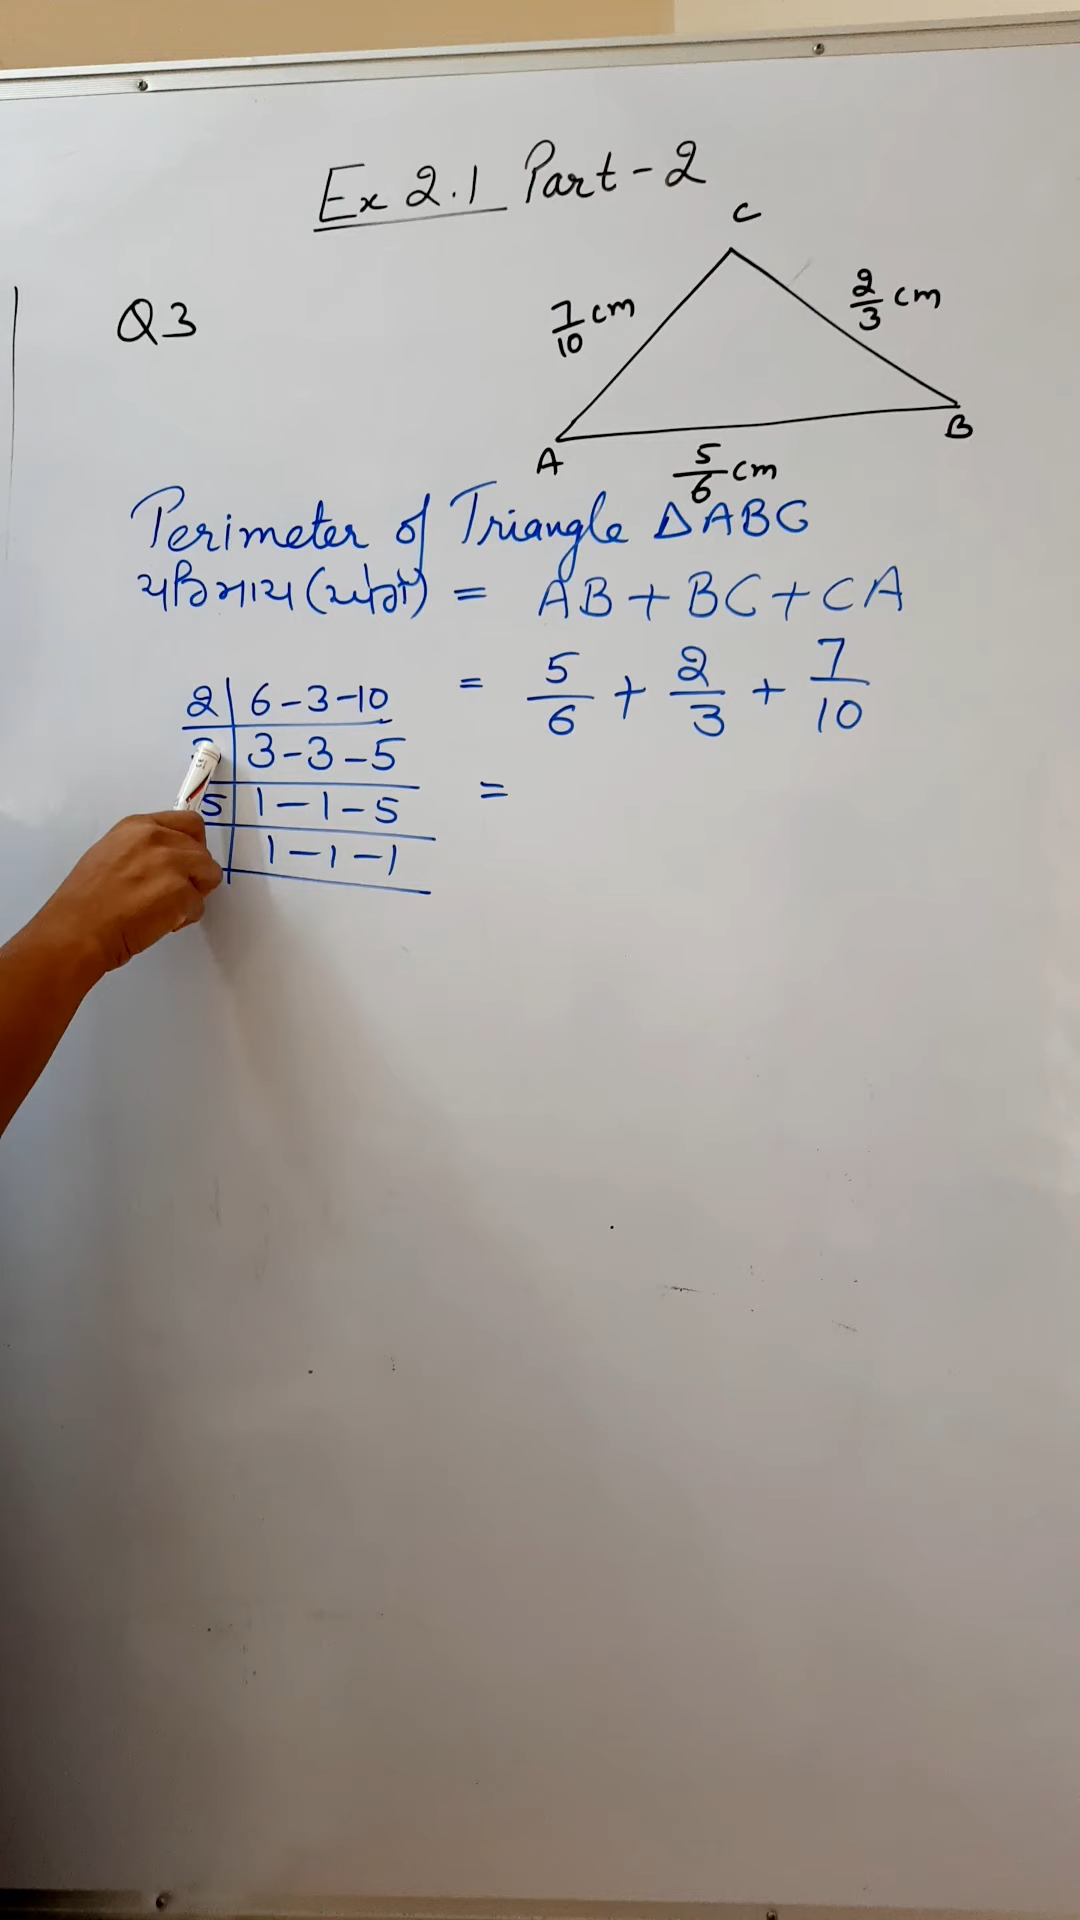 Ex 2.1 Part-2
C
Q3
7/10 cm
2/3 cm
A
B
5/6 cm
Perimeter of Triangle ΔABC
= AB + BC + CA
= 5/6 + 2/3 + 7/10
2 | 6-3-10
3 | 3-3-5
5 | 1-1-5
1-1-1
=